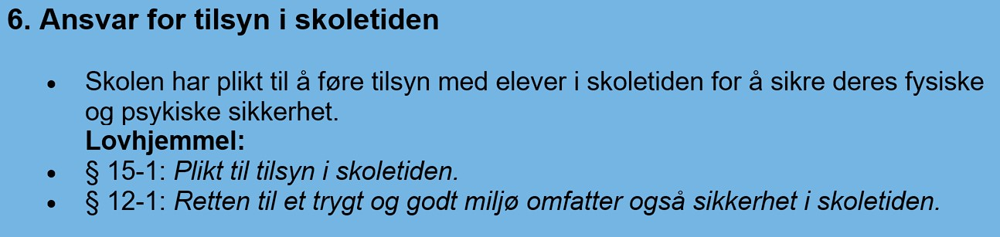 6. Ansvar for tilsyn i skoletiden
• Skolen har plikt til å føre tilsyn med elever i skoletiden for å sikre deres fysiske
og psykiske sikkerhet.
Lovhjemmel:
• § 15-1: Plikt til tilsyn i skoletiden.
• § 12-1: Retten til et trygt og godt miljø omfatter også sikkerhet i skoletiden.